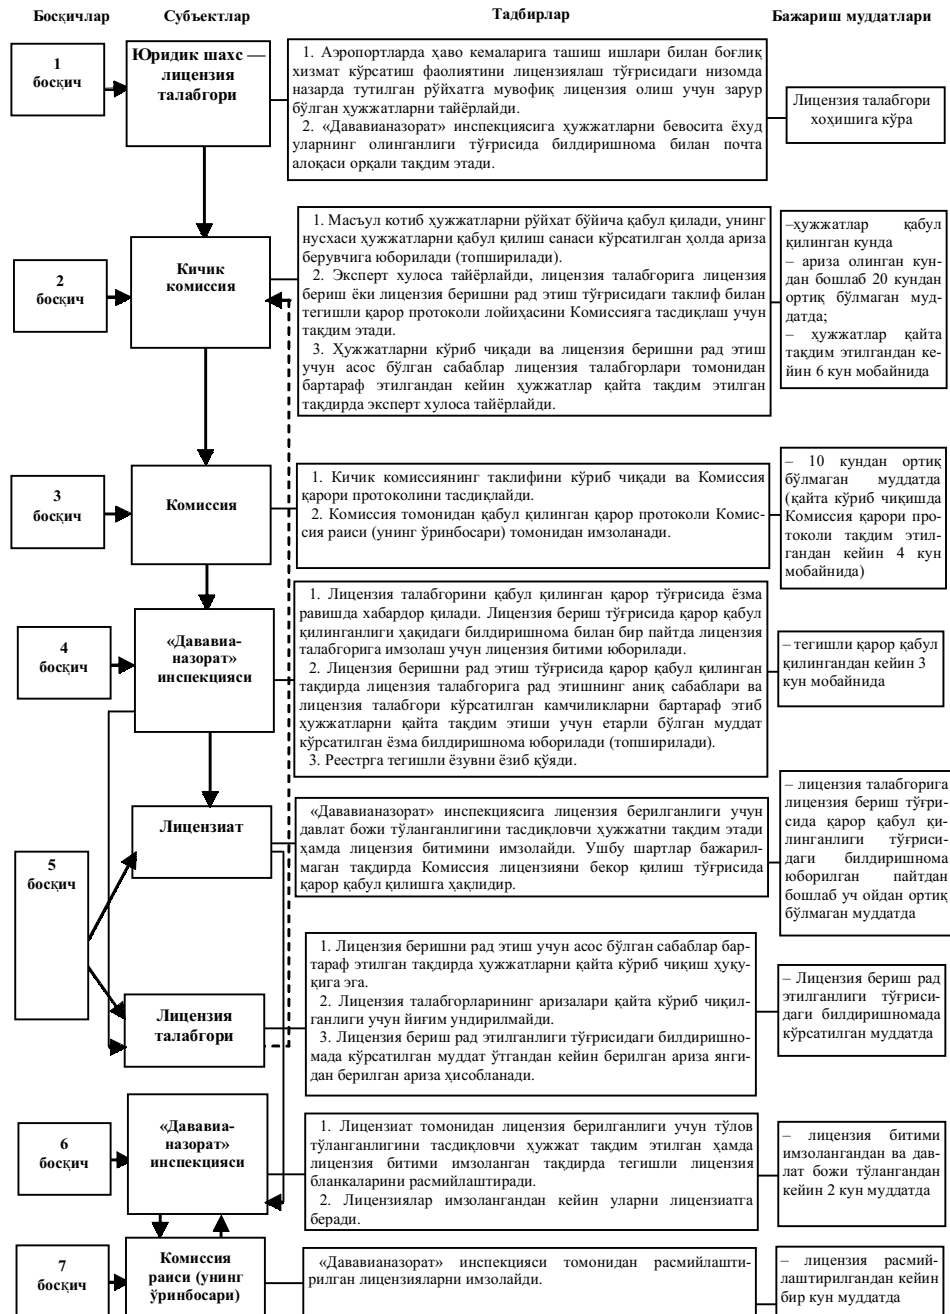 Босқичлар
Субъектлар
Тадбирлар
Бажариш муддатлари
1
босқич
Юридик шахс —
лицензия
талабгори
1. Аэропортларда ҳаво кемаларига ташиш ишлари билан боғлиқ
хизмат кўрсатиш фаолиятини лицензиялаш тўғрисидаги низомда
назарда тутилган рўйхатга мувофиқ лицензия олиш учун зарур
бўлган ҳужжатларни тайёрлайди.
2. «Дававианазорат» инспекциясига ҳужжатларни бевосита ёхуд
уларнинг олинганлиги тўғрисида билдиришнома билан почта
алоқаси орқали тақдим этади.
Лицензия талабгори
хоҳишига кўра
2
босқич
Кичик
комиссия
1. Масъул котиб ҳужжатларни рўйхат бўйича қабул қилади, унинг
нусхаси ҳужжатларни қабул қилиш санаси кўрсатилган ҳолда ариза
берувчига юборилади (топширилади).
2. Эксперт хулоса тайёрлайди, лицензия талабгорига лицензия
бериш ёки лицензия беришни рад этиш тўғрисидаги таклиф билан
тегишли қарор протоколи лойиҳасини Комиссияга тасдиқлаш учун
тақдим этади.
3. Ҳужжатларни кўриб чиқади ва лицензия беришни рад этиш
учун асос бўлган сабаблар лицензия талабгорлари томонидан
бартараф этилгандан кейин ҳужжатлар қайта тақдим этилган
тақдирда эксперт хулоса тайёрлайди.
–ҳужжатлар қабул
қилинган кунда
– ариза олинган кун-
дан бошлаб 20 кундан
ортиқ бўлмаган муд-
датда;
– ҳужжатлар қайта
тақдим этилгандан ке-
йин 6 кун мобайнида
3
босқич
Комиссия
1. Кичик комиссиянинг таклифини кўриб чиқади ва Комиссия
қарори протоколини тасдиқлайди.
2. Комиссия томонидан қабул қилинган қарор протоколи Комис-
сия раиси (унинг ўринбосари) томонидан имзоланади.
– 10 кундан ортиқ
бўлмаган муддатда
(қайта кўриб чиқишда
Комиссия қарори про-
токоли тақдим этил-
гандан кейин 4 кун
мобайнида)
4
босқич
«Дававиа-
назорат»
инспекцияси
1. Лицензия талабгорини қабул қилинган қарор тўғрисида ёзма
равишда хабардор қилади. Лицензия бериш тўғрисида қарор қабул
қилинганлиги ҳақидаги билдиришнома билан бир пайтда лицензия
талабгорига имзолаш учун лицензия битими юборилади.
2. Лицензия беришни рад этиш тўғрисида қарор қабул қилинган
тақдирда лицензия талабгорига рад этишнинг аниқ сабаблари ва
лицензия талабгори кўрсатилган камчиликларни бартараф этиб
ҳужжатларни қайта тақдим этиши учун етарли бўлган муддат
кўрсатилган ёзма билдиришнома юборилади (топширилади).
3. Реестрга тегишли ёзувни ёзиб қўяди.
– тегишли қарор қабул
қилингандан кейин 3
кун мобайнида
5
босқич
Лицензиат
«Дававианазорат» инспекциясига лицензия берилганлиги учун
давлат божи тўланганлигини тасдиқловчи ҳужжатни тақдим этади
ҳамда лицензия битимини имзолайди. Ушбу шартлар бажарил-
маган тақдирда Комиссия лицензияни бекор қилиш тўғрисида
қарор қабул қилишга ҳақлидир.
– лицензия талабгорига
лицензия бериш тўғри-
сида қарор қабул қи-
линганлиги тўғриси-
даги билдиришнома
юборилган пайтдан
бошлаб уч ойдан ортиқ
бўлмаган муддатда
Лицензия
талабгори
1. Лицензия беришни рад этиш учун асос бўлган сабаблар бар-
тараф этилган тақдирда ҳужжатларни қайта кўриб чиқиш ҳуқу-
қига эга.
2. Лицензия талабгорларининг аризалари қайта кўриб чиқил-
ганлиги учун йиғим ундирилмайди.
3. Лицензия бериш рад этилганлиги тўғрисидаги билдиришно-
мада кўрсатилган муддат ўтгандан кейин берилган ариза янги-
дан берилган ариза ҳисобланади.
– Лицензия бериш рад
этилганлиги тўғриси-
даги билдиришномада
кўрсатилган муддатда
6
босқич
«Дававиа-
назорат»
инспекцияси
1. Лицензиат томонидан лицензия берилганлиги учун тўлов
тўланганлигини тасдиқловчи ҳужжат тақдим этилган ҳамда
лицензия битими имзоланган тақдирда тегишли лицензия
бланкаларини расмийлаштиради.
2. Лицензиялар имзолангандан кейин уларни лицензиатга
беради.
– лицензия битими
имзолангандан ва дав-
лат божи тўлангандан
кейин 2 кун муддатда
7
босқич
Комиссия
раиси (унинг
ўринбосари)
«Дававианазорат» инспекцияси томонидан расмийлашти-
рилган лицензияларни имзолайди.
– лицензия расмий-
лаштирилгандан кейин
бир кун муддатда